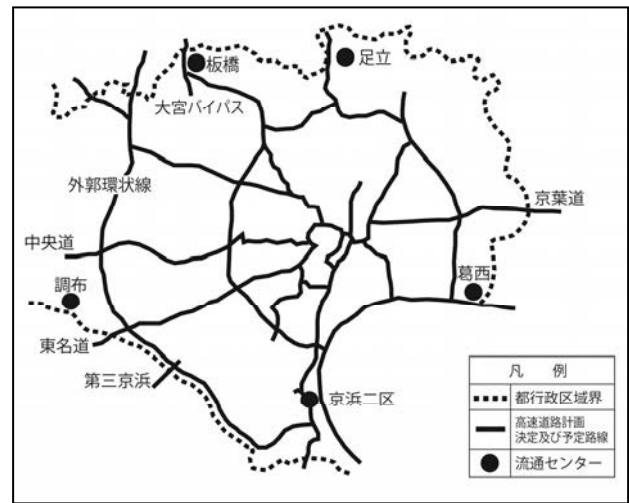 板橋
足立
大宮バイパス
外郭環状線
京葉道
中央道
調布
葛西
東名道
第三京浜
京浜二区
凡　例
都行政区域界
高速道路計画
決定及び予定路線
流通センター